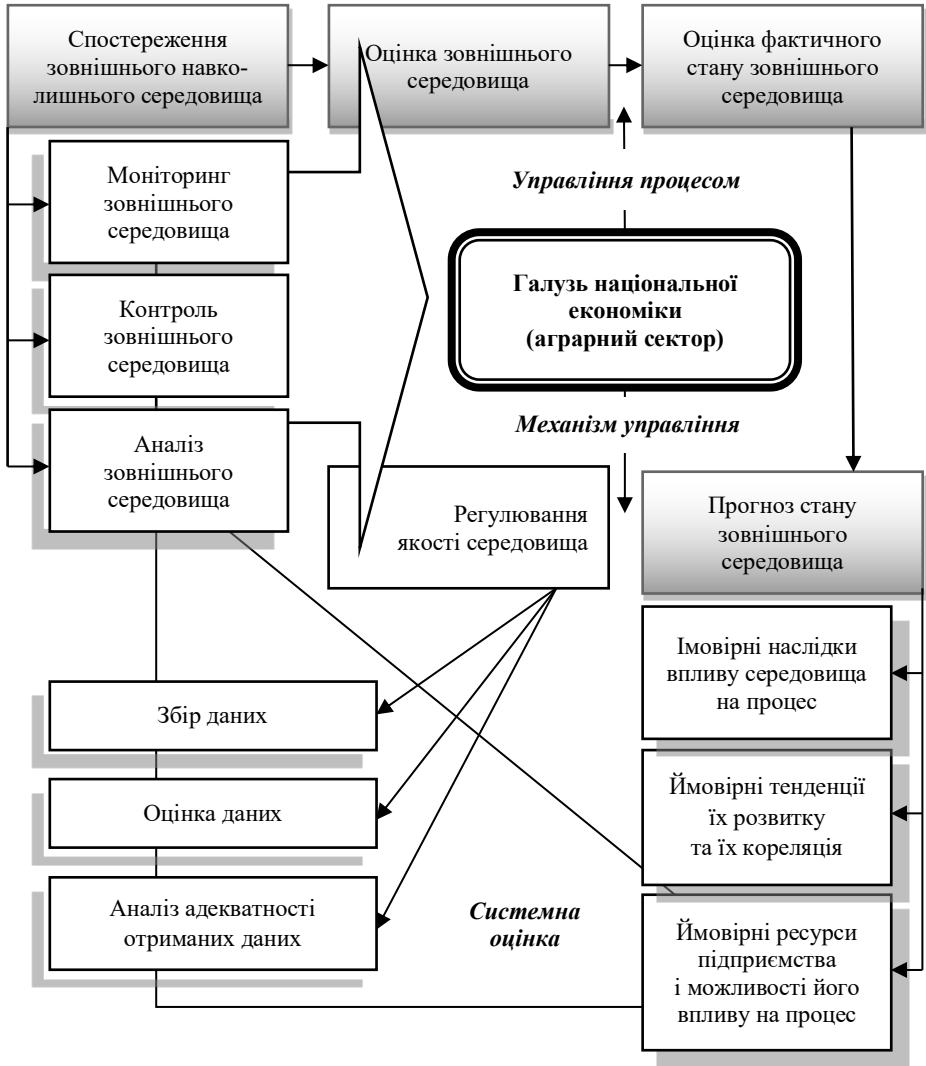 Спостереження
зовнішнього навко-
лишнього середовища
Оцінка зовнішнього
середовища
Оцінка фактичного
стану зовнішнього
середовища
Моніторинг
зовнішнього
середовища
Управління процесом
Контроль
зовнішнього
середовища
Галузь національної
економіки
(аграрний сектор)
Аналіз
зовнішнього
середовища
Механізм управління
Регулювання
якості середовища
Прогноз стану
зовнішнього
середовища
Імовірні наслідки
впливу середовища
на процес
Збір даних
Оцінка даних
Ймовірні тенденції
їх розвитку
та їх кореляція
Аналіз адекватності
отриманих даних
Системна
оцінка
Ймовірні ресурси
підприємства
і можливості його
впливу на процес